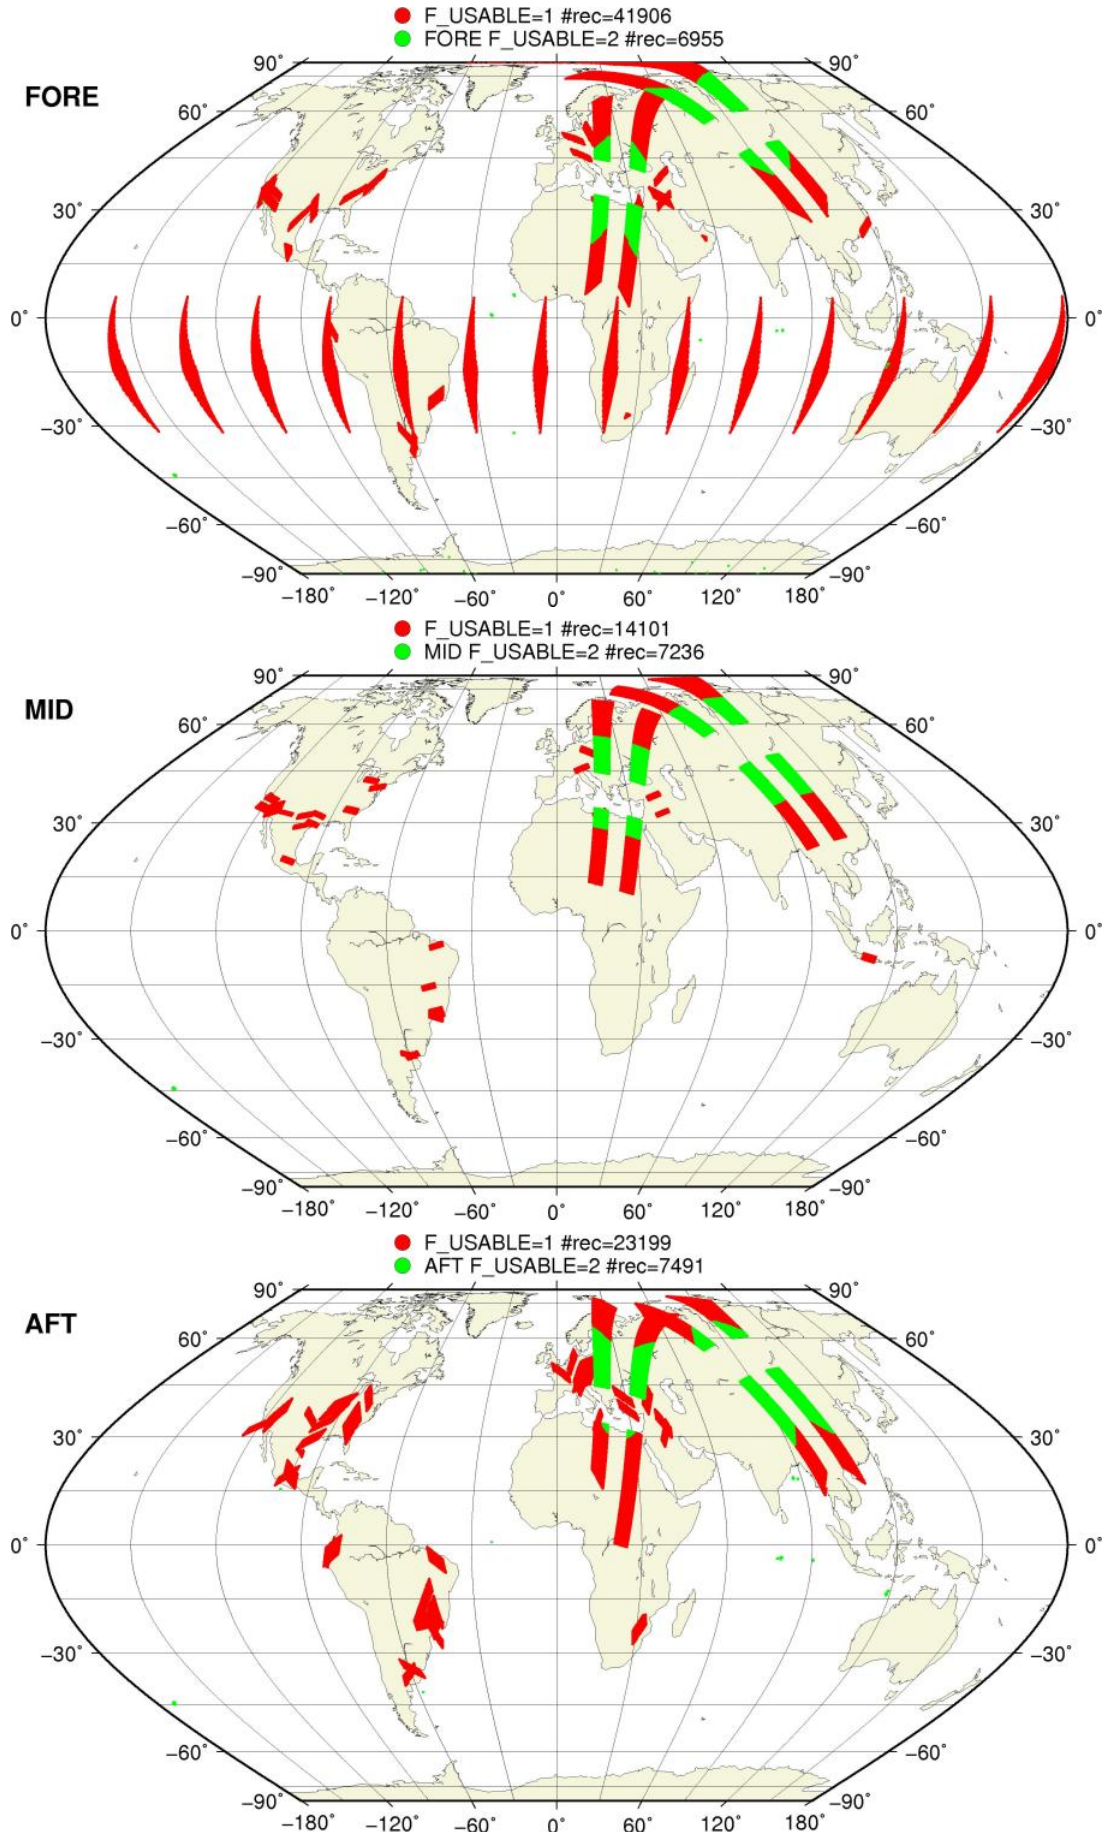 F_USABLE=1 #rec=41906
FORE F_USABLE=2 #rec=6955
FORE
90° 90°
60° 60°
30° 30°
0° 0°
−30° −30°
−60° −60°
−90° −90°
−180° −120° −60° 0° 60° 120° 180°
F_USABLE=1 #rec=14101
MID F_USABLE=2 #rec=7236
MID
90° 90°
60° 60°
30° 30°
0° 0°
−30° −30°
−60° −60°
−90° −90°
−180° −120° −60° 0° 60° 120° 180°
F_USABLE=1 #rec=23199
AFT F_USABLE=2 #rec=7491
AFT
90° 90°
60° 60°
30° 30°
0° 0°
−30° −30°
−60° −60°
−90° −90°
−180° −120° −60° 0° 60° 120° 180°